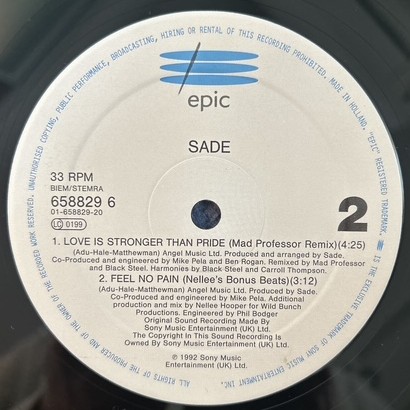 ALL RIGHTS OF THE PRODUCER AND OF THE OWNER OF THE RECORDED WORK RESERVED. UNAUTHORISED COPYING, PUBLIC PERFORMANCE, BROADCASTING, HIRING OR RENTAL OF THIS RECORDING PROHIBITED. MADE IN HOLLAND. "EPIC" REGISTERED TRADEMARK. IS THE EXCLUSIVE TRADEMARK OF SONY MUSIC ENTERTAINMENT INC.
epic
SADE
33 RPM
BIEM/STEMRA
658829 6
01-658829-20
LC 0199
2
1. LOVE IS STRONGER THAN PRIDE (Mad Professor Remix)(4:25)
(Adu-Hale-Matthewman) Angel Music Ltd. Produced and arranged by Sade.
Co-Produced and engineered by Mike Pela and Ben Rogan. Remixed by Mad Professor
and Black Steel. Harmonies by Black Steel and Carroll Thompson.
2. FEEL NO PAIN (Nellee's Bonus Beats)(3:12)
(Adu-Hale-Matthewman) Angel Music Ltd. Produced by Sade.
Co-Produced and engineered by Mike Pela. Additional
production and mix by Nellee Hooper for Wild Bunch
Productions. Engineered by Phil Bodger
Original Sound Recording Made By
Sony Music Entertainment (UK) Ltd.
The Copyright In This Sound Recording Is
Owned By Sony Music Entertainment (UK) Ltd.
℗ 1992 Sony Music
Entertainment (UK) Ltd.